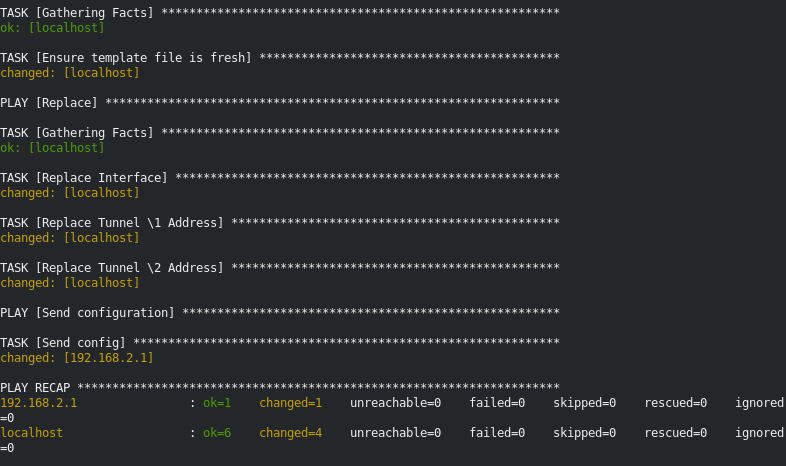 TASK [Gathering Facts] *********************************************************
ok: [localhost]
TASK [Ensure template file is fresh] *******************************************
changed: [localhost]
PLAY [Replace] *****************************************************************
TASK [Gathering Facts] *********************************************************
ok: [localhost]
TASK [Replace Interface] *******************************************************
changed: [localhost]
TASK [Replace Tunnel \1 Address] ***********************************************
changed: [localhost]
TASK [Replace Tunnel \2 Address] ***********************************************
changed: [localhost]
PLAY [Send configuration] ******************************************************
TASK [Send config] *************************************************************
changed: [192.168.2.1]
PLAY RECAP *********************************************************************
192.168.2.1                : ok=1    changed=1    unreachable=0    failed=0    skipped=0    rescued=0    ignored
=0
localhost                  : ok=6    changed=4    unreachable=0    failed=0    skipped=0    rescued=0    ignored
=0